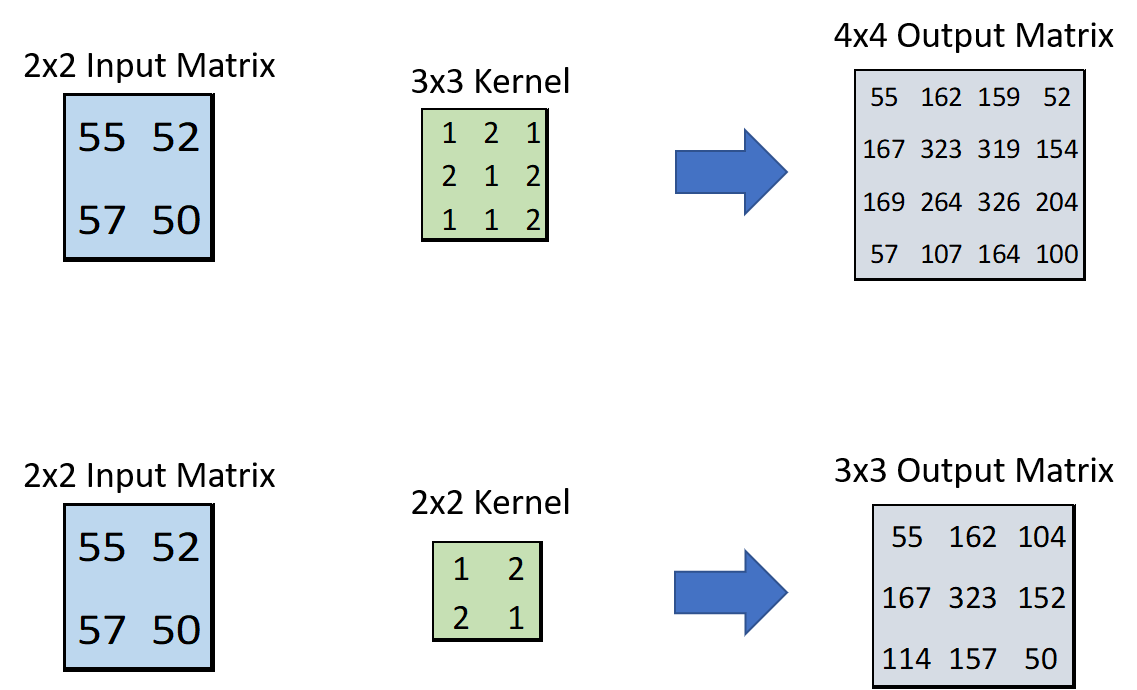 2x2 Input Matrix
55 52
57 50
3x3 Kernel
1 2 1
2 1 2
1 1 2
4x4 Output Matrix
55 162 159 52
167 323 319 154
169 264 326 204
57 107 164 100
2x2 Input Matrix
55 52
57 50
2x2 Kernel
1 2
2 1
3x3 Output Matrix
55 162 104
167 323 152
114 157 50